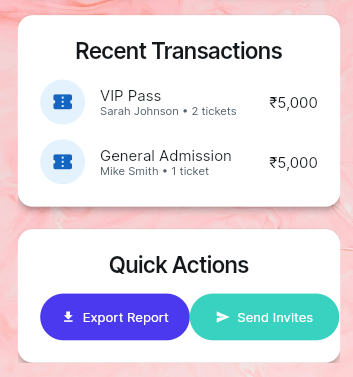 Recent Transactions
VIP Pass
Sarah Johnson • 2 tickets
₹5,000
General Admission
Mike Smith • 1 ticket
₹5,000
Quick Actions
Export Report
Send Invites